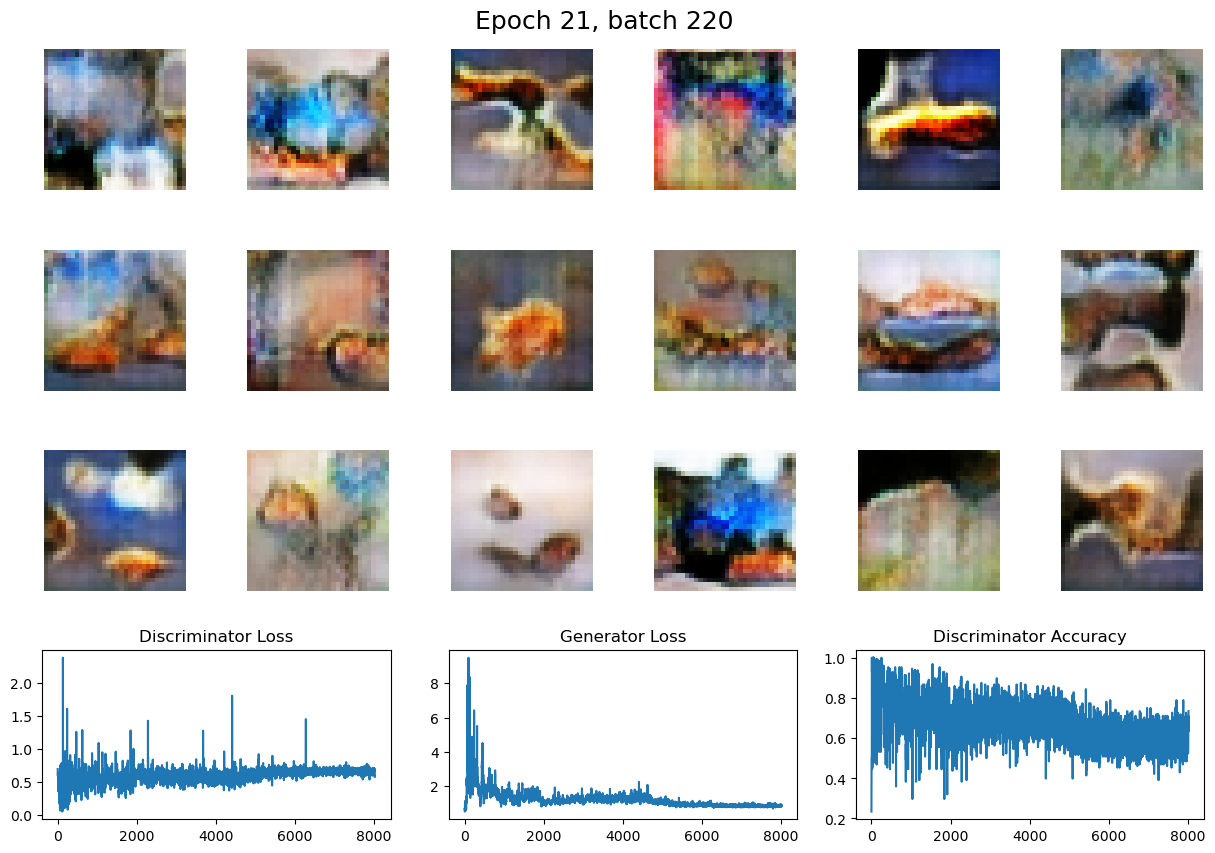 Epoch 21, batch 220
Discriminator Loss
Generator Loss
Discriminator Accuracy
2.0
1.5
1.0
0.5
0.0
0 2000 4000 6000 8000
8
6
4
2
0 2000 4000 6000 8000
1.0
0.8
0.6
0.4
0.2
0 2000 4000 6000 8000